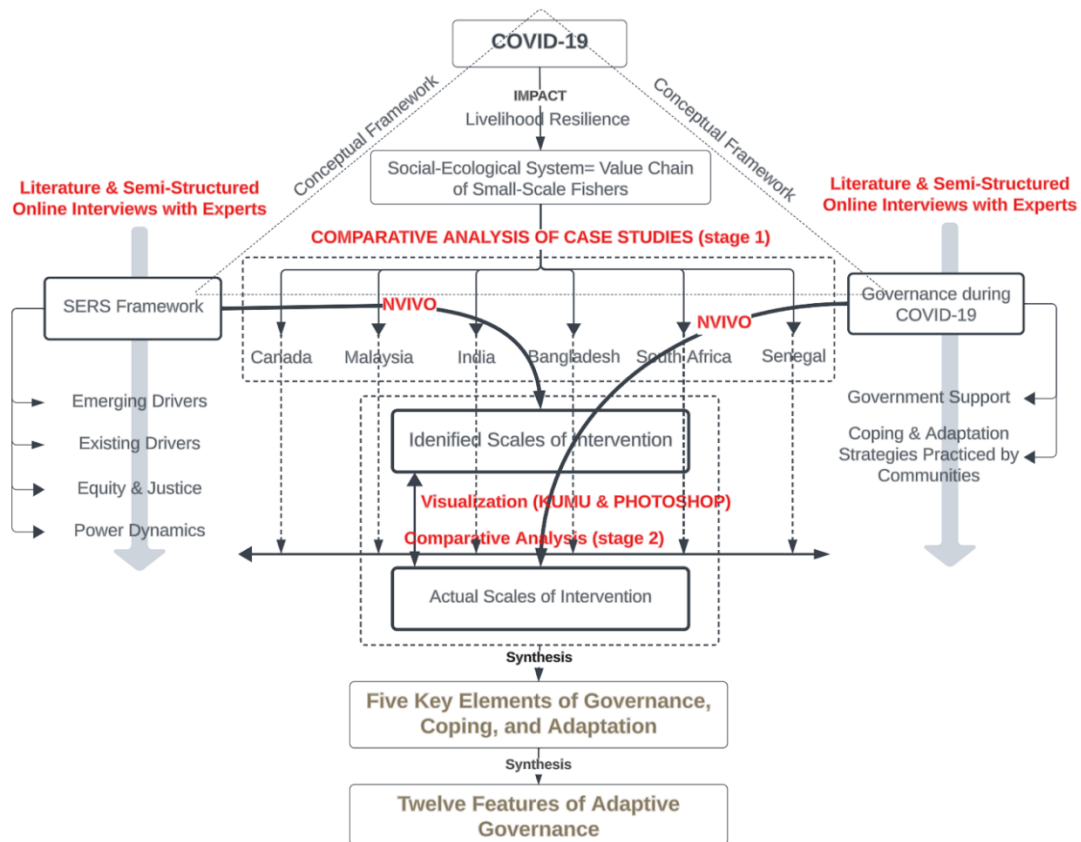 COVID-19
IMPACT
Livelihood Resilience
Conceptual Framework
Conceptual Framework
Social-Ecological System= Value Chain
of Small-Scale Fishers
Literature & Semi-Structured
Online Interviews with Experts
Literature & Semi-Structured
Online Interviews with Experts
COMPARATIVE ANALYSIS OF CASE STUDIES (stage 1)
SERS Framework
NVIVO
NVIVO
Governance during
COVID-19
Canada
Malaysia
India
Bangladesh
South Africa
Senegal
Emerging Drivers
Existing Drivers
Equity & Justice
Power Dynamics
Government Support
Coping & Adaptation
Strategies Practiced by
Communities
Idenified Scales of Intervention
Visualization (KUMU & PHOTOSHOP)
Comparative Analysis (stage 2)
Actual Scales of Intervention
Synthesis
Five Key Elements of Governance,
Coping, and Adaptation
Synthesis
Twelve Features of Adaptive
Governance